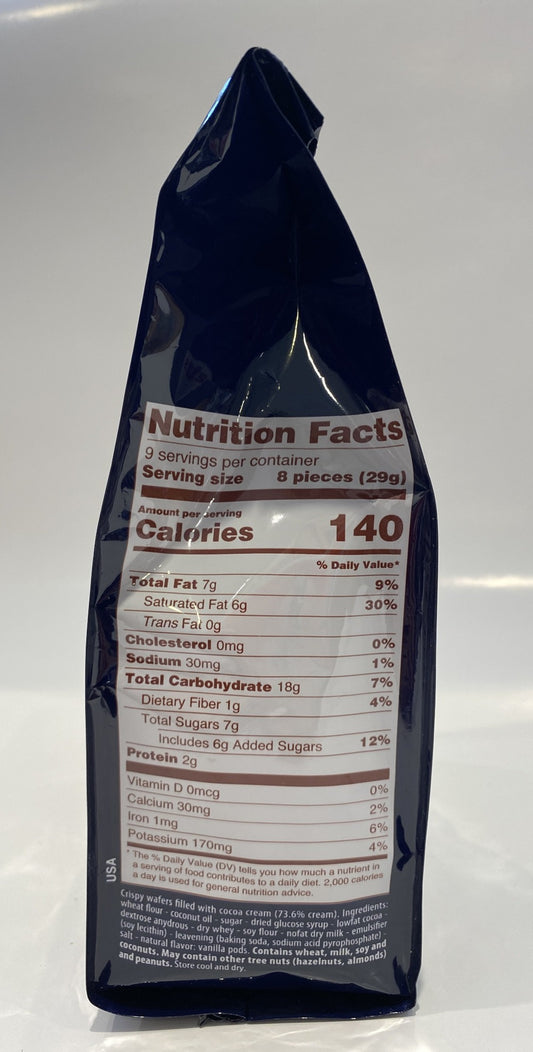 Nutrition Facts
9 servings per container
Serving size 8 pieces (29g)
Amount per serving
Calories 140
% Daily Value*
Total Fat 7g 9%
Saturated Fat 6g 30%
Trans Fat 0g
Cholesterol 0mg 0%
Sodium 30mg 1%
Total Carbohydrate 18g 7%
Dietary Fiber 1g 4%
Total Sugars 7g
Includes 6g Added Sugars 12%
Protein 2g
Vitamin D 0mcg 0%
Calcium 30mg 2%
Iron 1mg 6%
Potassium 170mg 4%
* The % Daily Value (DV) tells you how much a nutrient in
a serving of food contributes to a daily diet. 2,000 calories
a day is used for general nutrition advice.
USA
Crispy wafers filled with cocoa cream (73.6% cream). Ingredients:
wheat flour - coconut oil - sugar - dried glucose syrup - lowfat cocoa -
dextrose anydrous - dry whey - soy flour - nofat dry milk - emulsifier
(soy lecithin) - leavening (baking soda, sodium acid pyrophosphate) -
salt - natural flavor: vanilla pods. Contains wheat, milk, soy and
coconuts. May contain other tree nuts (hazelnuts, almonds)
and peanuts. Store cool and dry.